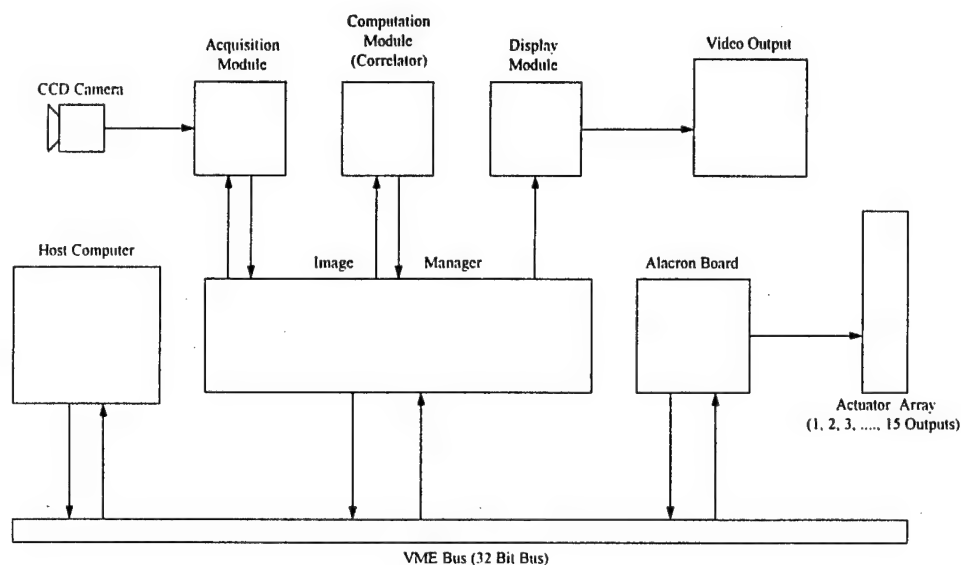 Computation
Module
(Correlator)
Acquisition
Module
Display
Module
Video Output
CCD Camera
Host Computer
Image Manager
Alacron Board
Actuator Array
(1, 2, 3, ...., 15 Outputs)
VME Bus (32 Bit Bus)